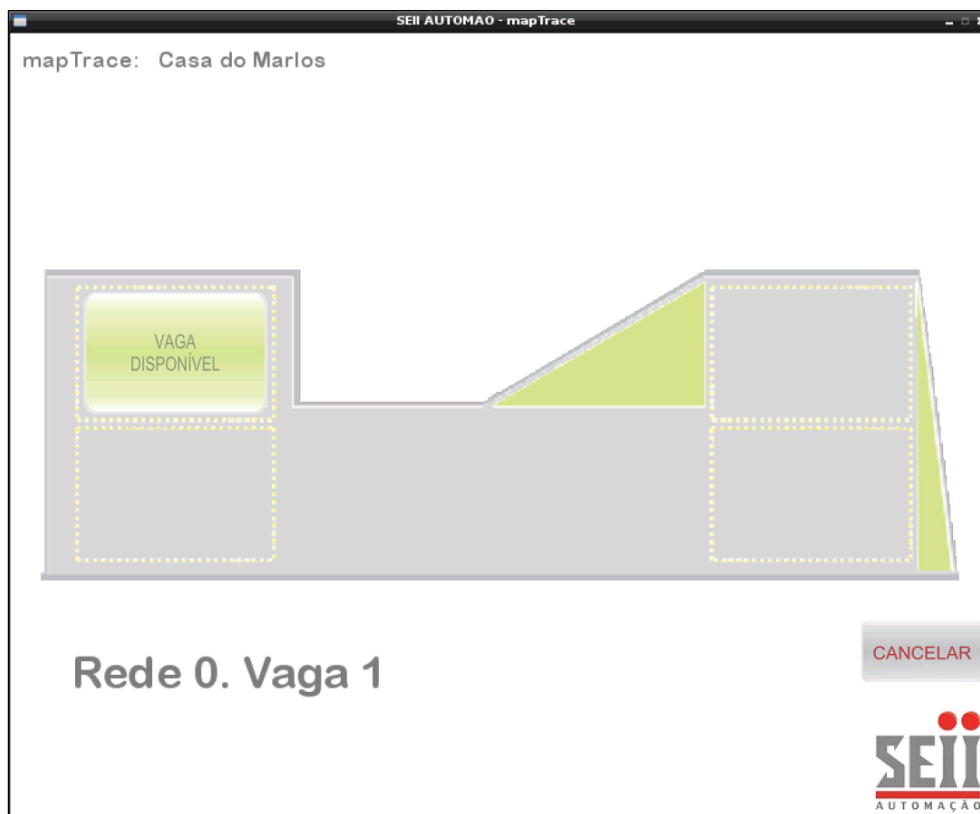 SEII AUTOMAO - mapTrace
mapTrace: Casa do Marlos
VAGA
DISPONÍVEL
Rede 0. Vaga 1
CANCELAR
SEII
AUTOMAÇÃO